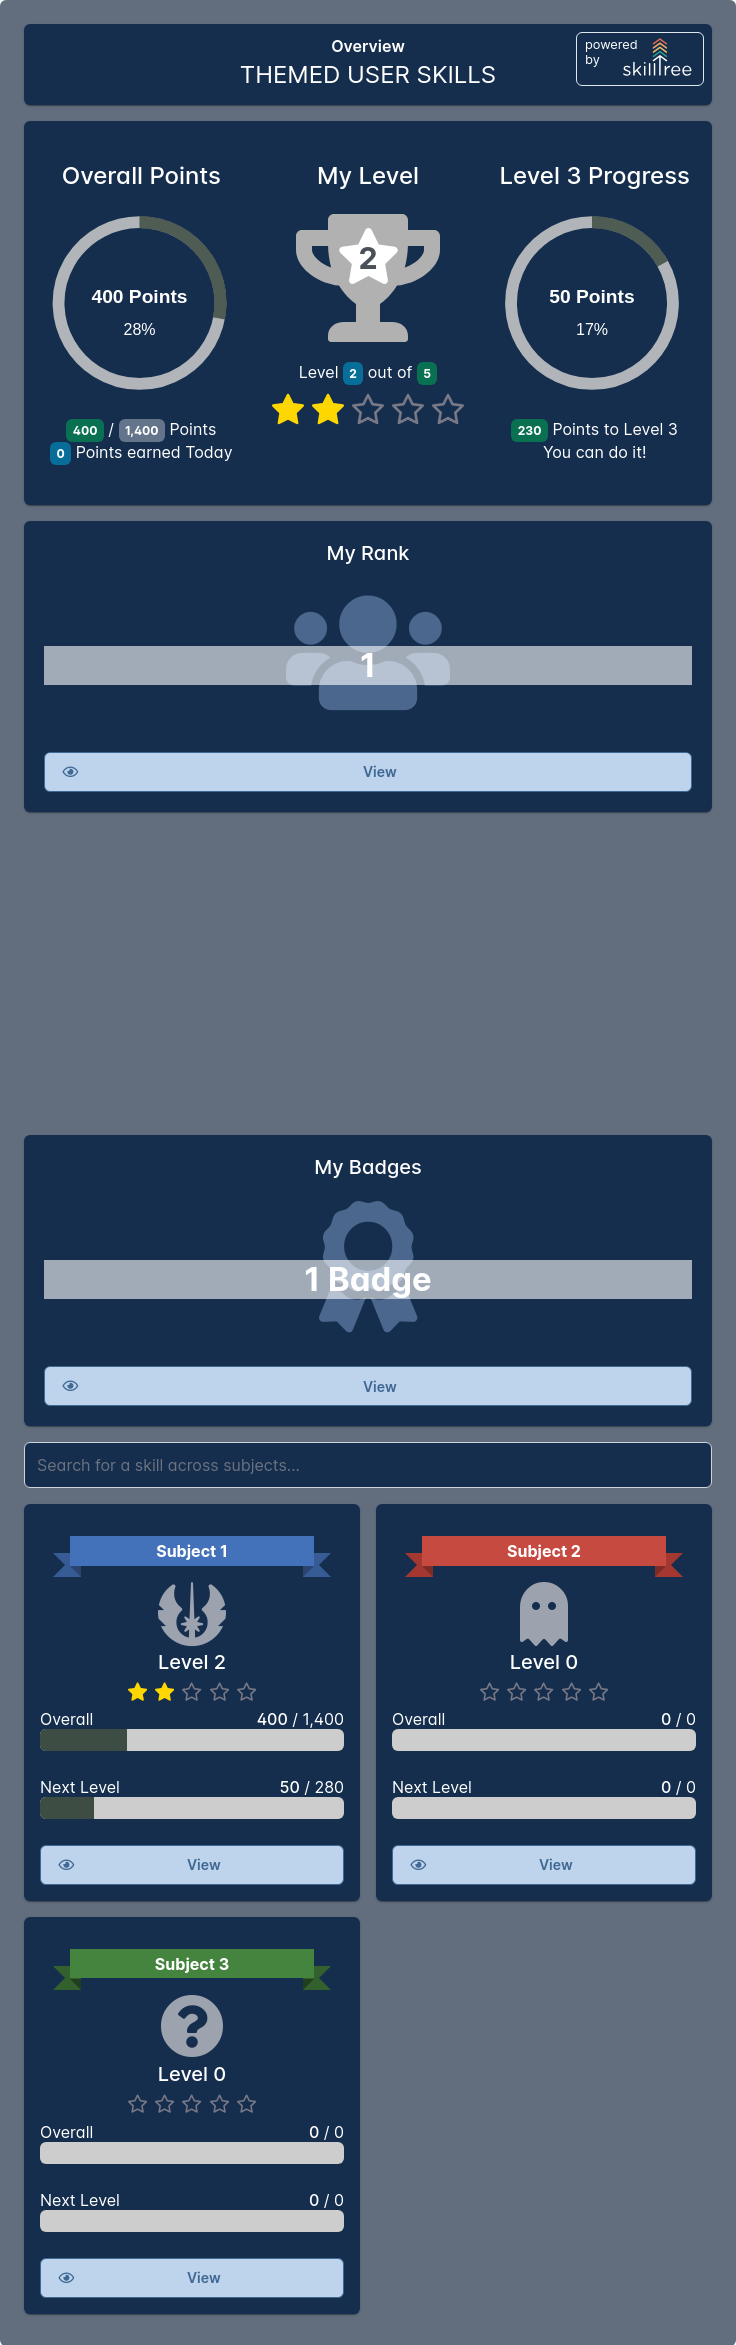 Overview
THEMED USER SKILLS
powered
by
skilltree
Overall Points
400 Points
28%
400 / 1,400 Points
0 Points earned Today
My Level
2
Level 2 out of 5
Level 3 Progress
50 Points
17%
230 Points to Level 3
You can do it!
My Rank
1
View
My Badges
1 Badge
View
Search for a skill across subjects...
Subject 1
Level 2
Overall 400 / 1,400
Next Level 50 / 280
View
Subject 2
Level 0
Overall 0 / 0
Next Level 0 / 0
View
Subject 3
Level 0
Overall 0 / 0
Next Level 0 / 0
View